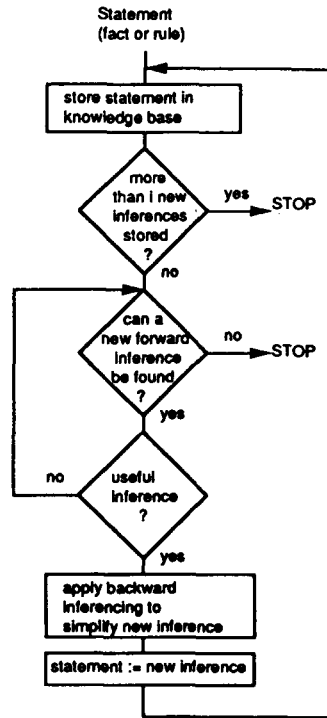 Statement
(fact or rule)
store statement in
knowledge base
more
than i new
inferences
stored
?
yes
STOP
no
can a
new forward
inference
be found
?
no
STOP
yes
no
useful
inference
?
yes
apply backward
inferencing to
simplify new inference
statement := new inference